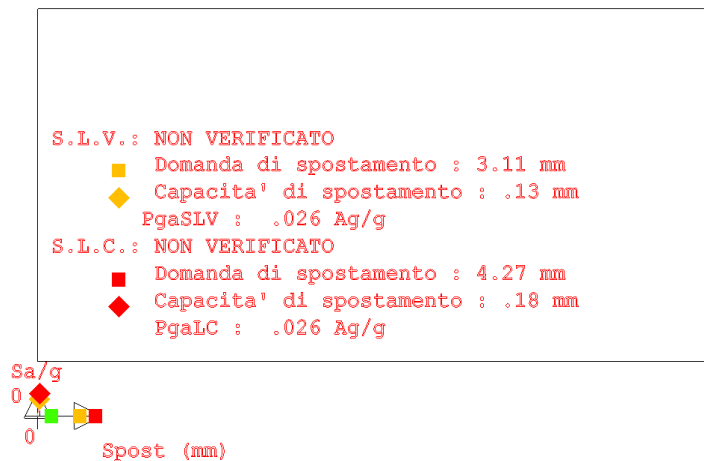 S.L.V.: NON VERIFICATO
Domanda di spostamento : 3.11 mm
Capacita' di spostamento : .13 mm
PgaSLV : .026 Ag/g
S.L.C.: NON VERIFICATO
Domanda di spostamento : 4.27 mm
Capacita' di spostamento : .18 mm
PgaLC : .026 Ag/g
Sa/g
0
0
Spost (mm)